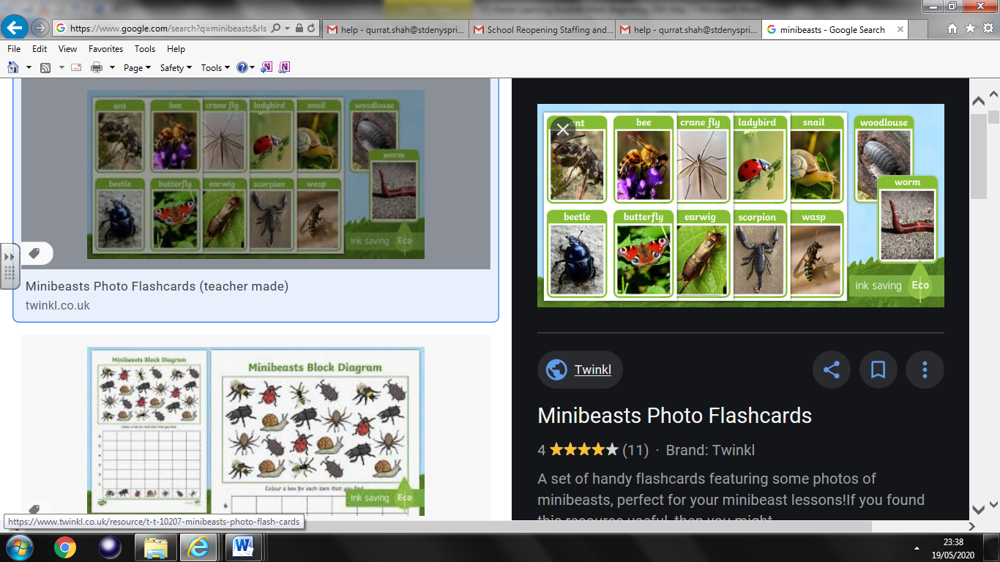 https://www.google.com/search?q=minibeasts&rls
help - qurrat.shah@stdenyspri...
School Reopening Staffing and...
help - qurrat.shah@stdenyspri...
minibeasts - Google Search
File Edit View Favorites Tools Help
Page Safety Tools
ant bee crane fly ladybird snail woodlouse
worm
beetle butterfly earwig scorpion wasp
ink saving Eco
Minibeasts Photo Flashcards (teacher made)
twinkl.co.uk
Minibeasts Block Diagram
Minibeasts Block Diagram
Colour a box for each item that you find.
6
ink saving Eco
https://www.twinkl.co.uk/resource/t-t-10207-minibeasts-photo-flash-cards
ant bee crane fly ladybird snail woodlouse
worm
beetle butterfly earwig scorpion wasp
ink saving Eco
Twinkl
Minibeasts Photo Flashcards
4 (11) · Brand: Twinkl
A set of handy flashcards featuring some photos of
minibeasts, perfect for your minibeast lessons!If you found
this resource useful, then you might
23:38
19/05/2020